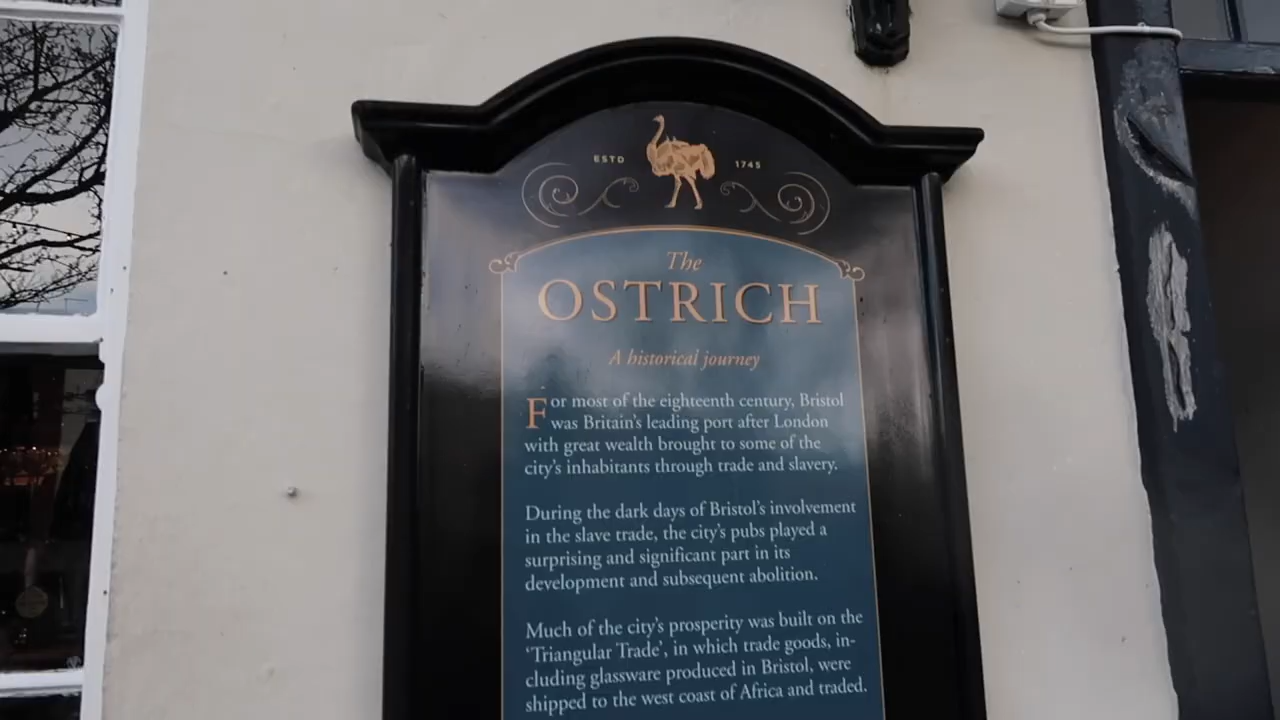 ESTD 1745
The
OSTRICH
A historical journey
For most of the eighteenth century, Bristol
was Britain's leading port after London
with great wealth brought to some of the
city's inhabitants through trade and slavery.
During the dark days of Bristol's involvement
in the slave trade, the city's pubs played a
surprising and significant part in its
development and subsequent abolition.
Much of the city's prosperity was built on the
'Triangular Trade', in which trade goods, in-
cluding glassware produced in Bristol, were
shipped to the west coast of Africa and traded.